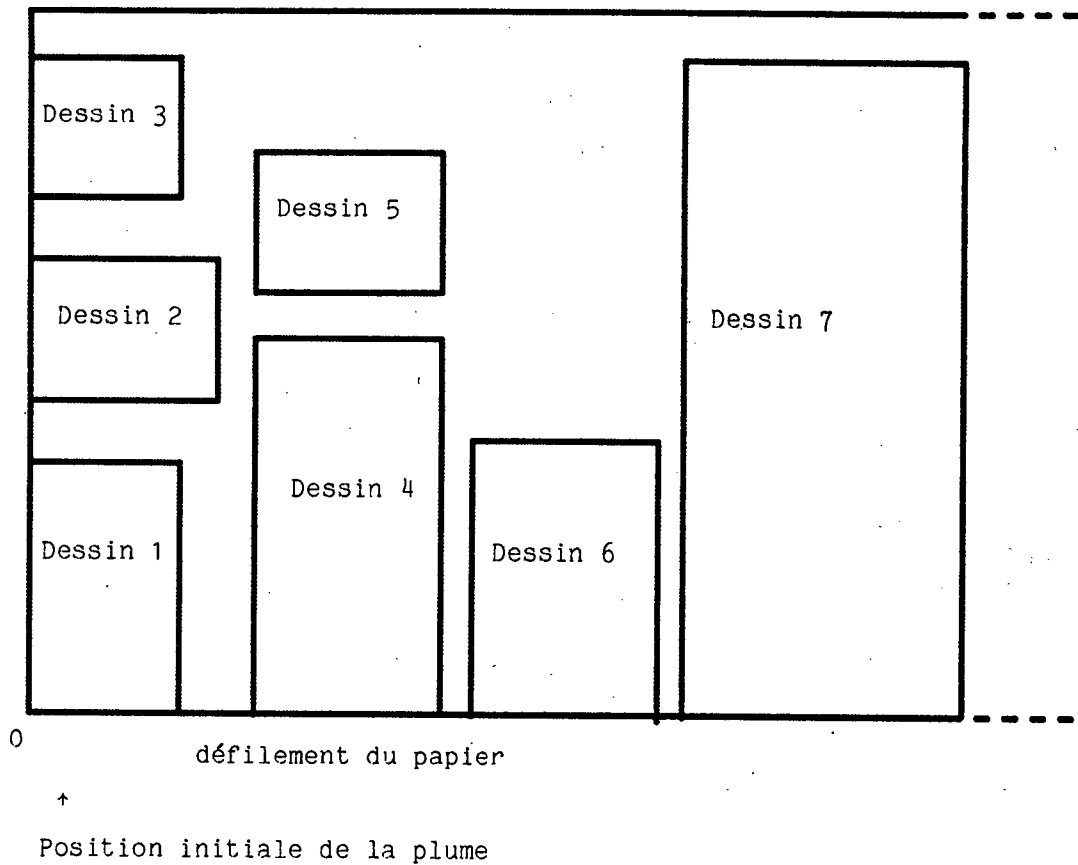 Dessin 3
Dessin 5
Dessin 2
Dessin 7
Dessin 4
Dessin 1
Dessin 6
0
défilement du papier
↑
Position initiale de la plume